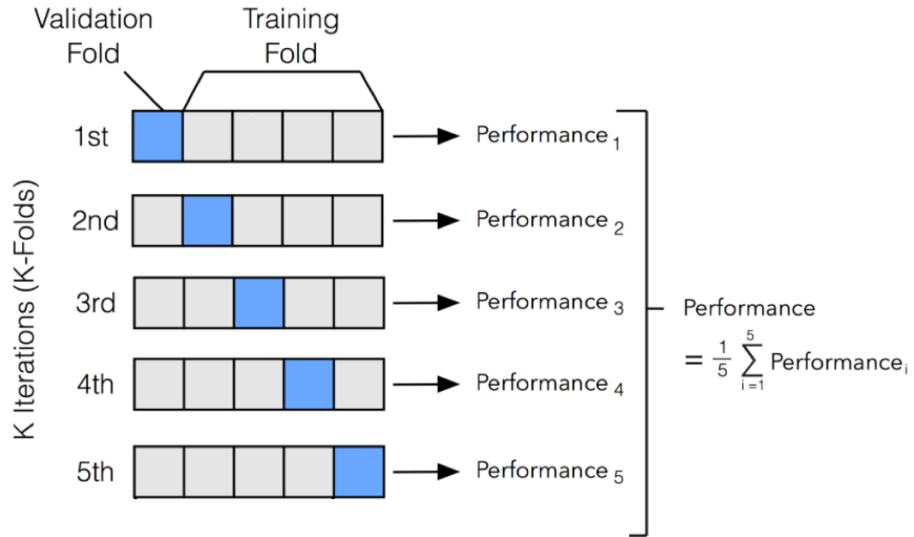 Validation
Fold
Training
Fold
K Iterations (K-Folds)
1st
Performance 1
2nd
Performance 2
3rd
Performance 3
4th
Performance 4
5th
Performance 5
Performance
= 1/5 5∑i=1 Performance i